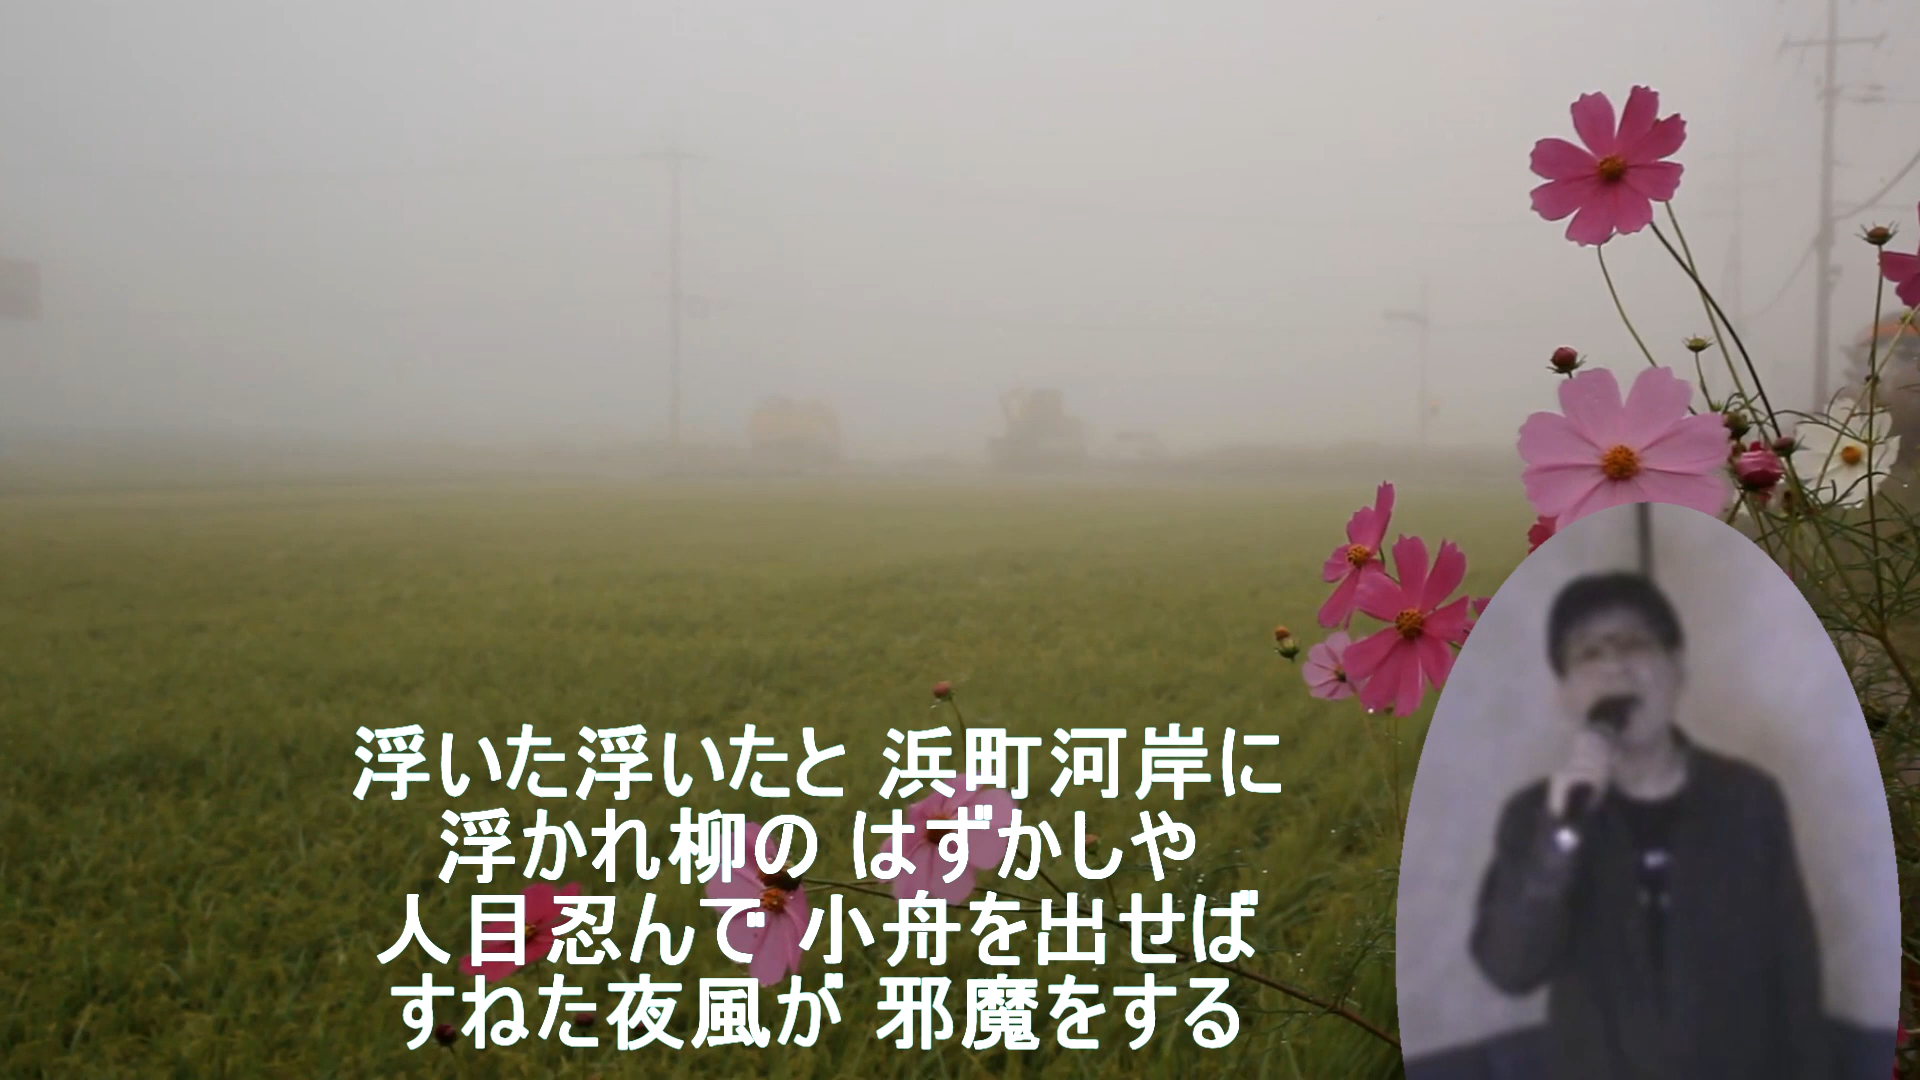 浮いた浮いたと 浜町河岸に
浮かれ柳の はずかしや
人目忍んで 小舟を出せば
すねた夜風が 邪魔をする